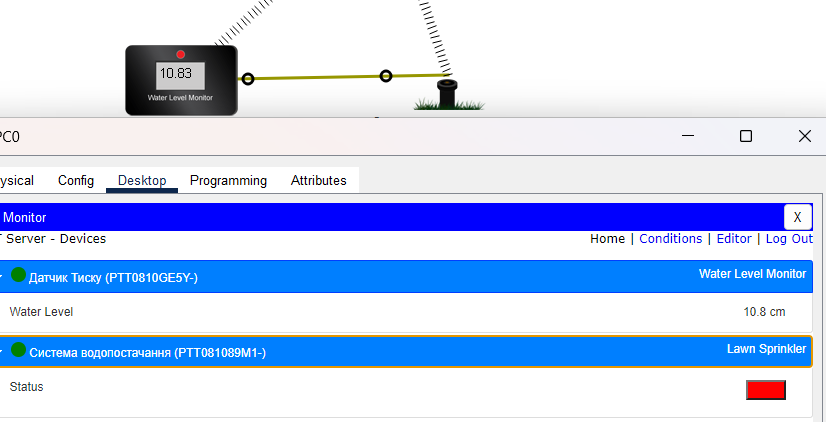 10.83
Water Level Monitor
PC0
ysical Config Desktop Programming Attributes
Monitor X
T Server - Devices Home | Conditions | Editor | Log Out
Датчик Тиску (PTT0810GE5Y-) Water Level Monitor
Water Level 10.8 cm
Система водопостачання (PTT081089M1-) Lawn Sprinkler
Status